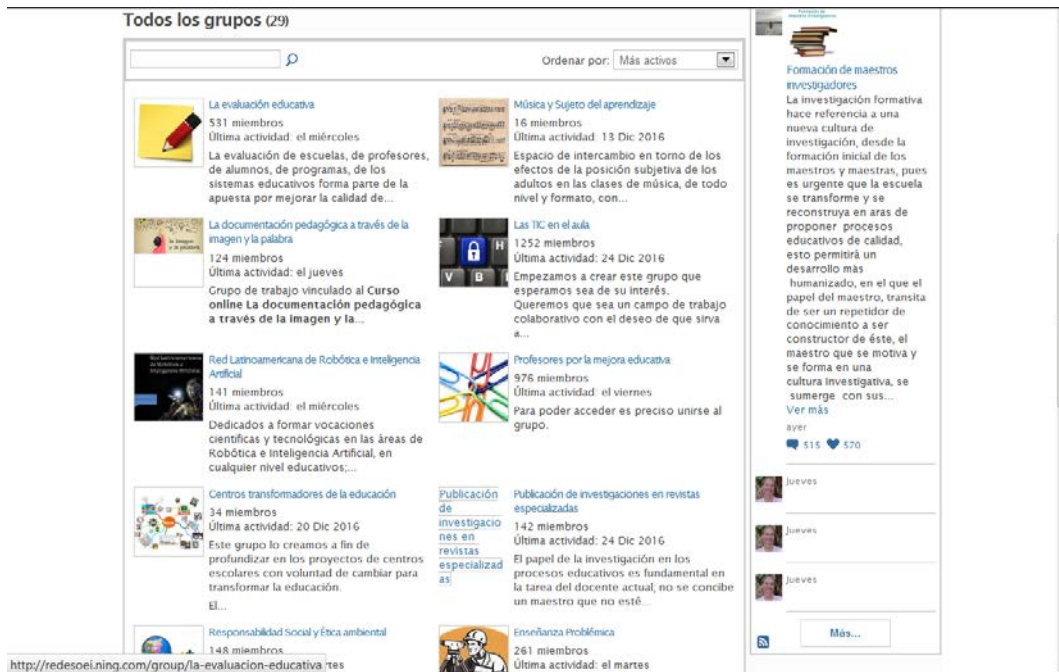 Todos los grupos (29)
Ordenar por: Más activos
La evaluación educativa
531 miembros
Última actividad: el miércoles
La evaluación de escuelas, de profesores,
de alumnos, de programas, de los
sistemas educativos forma parte de la
apuesta por mejorar la calidad de...
Música y Sujeto del aprendizaje
16 miembros
Última actividad: 13 Dic 2016
Espacio de intercambio en torno de los
efectos de la posición subjetiva de los
adultos en las clases de música, de todo
nivel y formato, con...
la imagen
y la palabra
La documentación pedagógica a través de la
imagen y la palabra
124 miembros
Última actividad: el jueves
Grupo de trabajo vinculado al Curso
online La documentación pedagógica
a través de la imagen y la...
H
V B
Las TIC en el aula
1252 miembros
Última actividad: 24 Dic 2016
Empezamos a crear este grupo que
esperamos sea de su interés.
Queremos que sea un campo de trabajo
colaborativo con el deseo de que sirva
a...
Red Latinoamericana de Robótica e Inteligencia
Artificial
141 miembros
Última actividad: el miércoles
Dedicados a formar vocaciones
científicas y tecnológicas en las áreas de
Robótica e Inteligencia Artificial, en
cualquier nivel educativos;...
Profesores por la mejora educativa
976 miembros
Última actividad: el viernes
Para poder acceder es preciso unirse al
grupo.
Centros transformadores de la educación
34 miembros
Última actividad: 20 Dic 2016
Este grupo lo creamos a fin de
profundizar en los proyectos de centros
escolares con voluntad de cambiar para
transformar la educación.
El...
Publicación
de
investigacio
nes en
revistas
especializad
as
Publicación de investigaciones en revistas
especializadas
142 miembros
Última actividad: 24 Dic 2016
El papel de la investigación en los
procesos educativos es fundamental en
la tarea del docente actual; no se concibe
un maestro que no esté...
Responsabilidad Social y Ética ambiental
148 miembros
tes
Enseñanza Problémica
261 miembros
Última actividad: el martes
Formación de
maestros investigadores
Formación de maestros
investigadores
La investigación formativa
hace referencia a una
nueva cultura de
investigación, desde la
formación inicial de los
maestros y maestras, pues
es urgente que la escuela
se transforme y se
reconstruya en aras de
proponer procesos
educativos de calidad,
esto permitirá un
desarrollo más
humanizado, en el que el
papel del maestro, transita
de ser un repetidor de
conocimiento a ser
constructor de éste, el
maestro que se motiva y
se forma en una
cultura Investigativa, se
sumerge con sus...
Ver más
ayer
515 570
Jueves
Jueves
Jueves
Más...
http://redesoei.ning.com/group/la-evaluacion-educativa